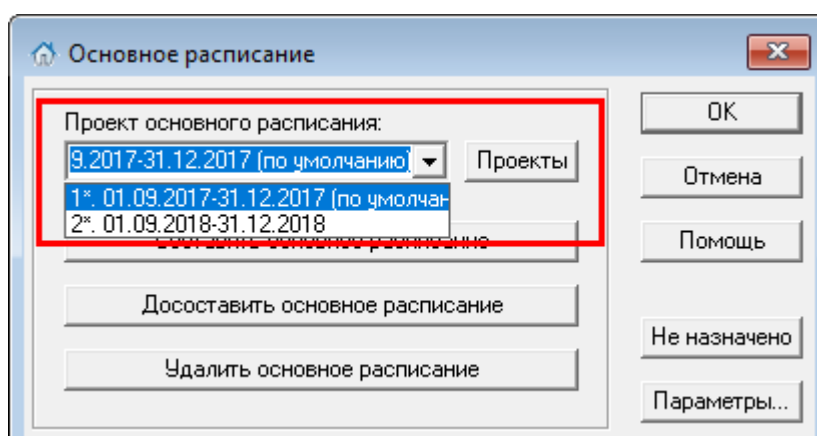 Основное расписание
Проект основного расписания:
9.2017-31.12.2017 (по умолчанию)
Проекты
1*. 01.09.2017-31.12.2017 (по умолчан
2*. 01.09.2018-31.12.2018
основное расписание
Досоставить основное расписание
Удалить основное расписание
OK
Отмена
Помощь
Не назначено
Параметры...